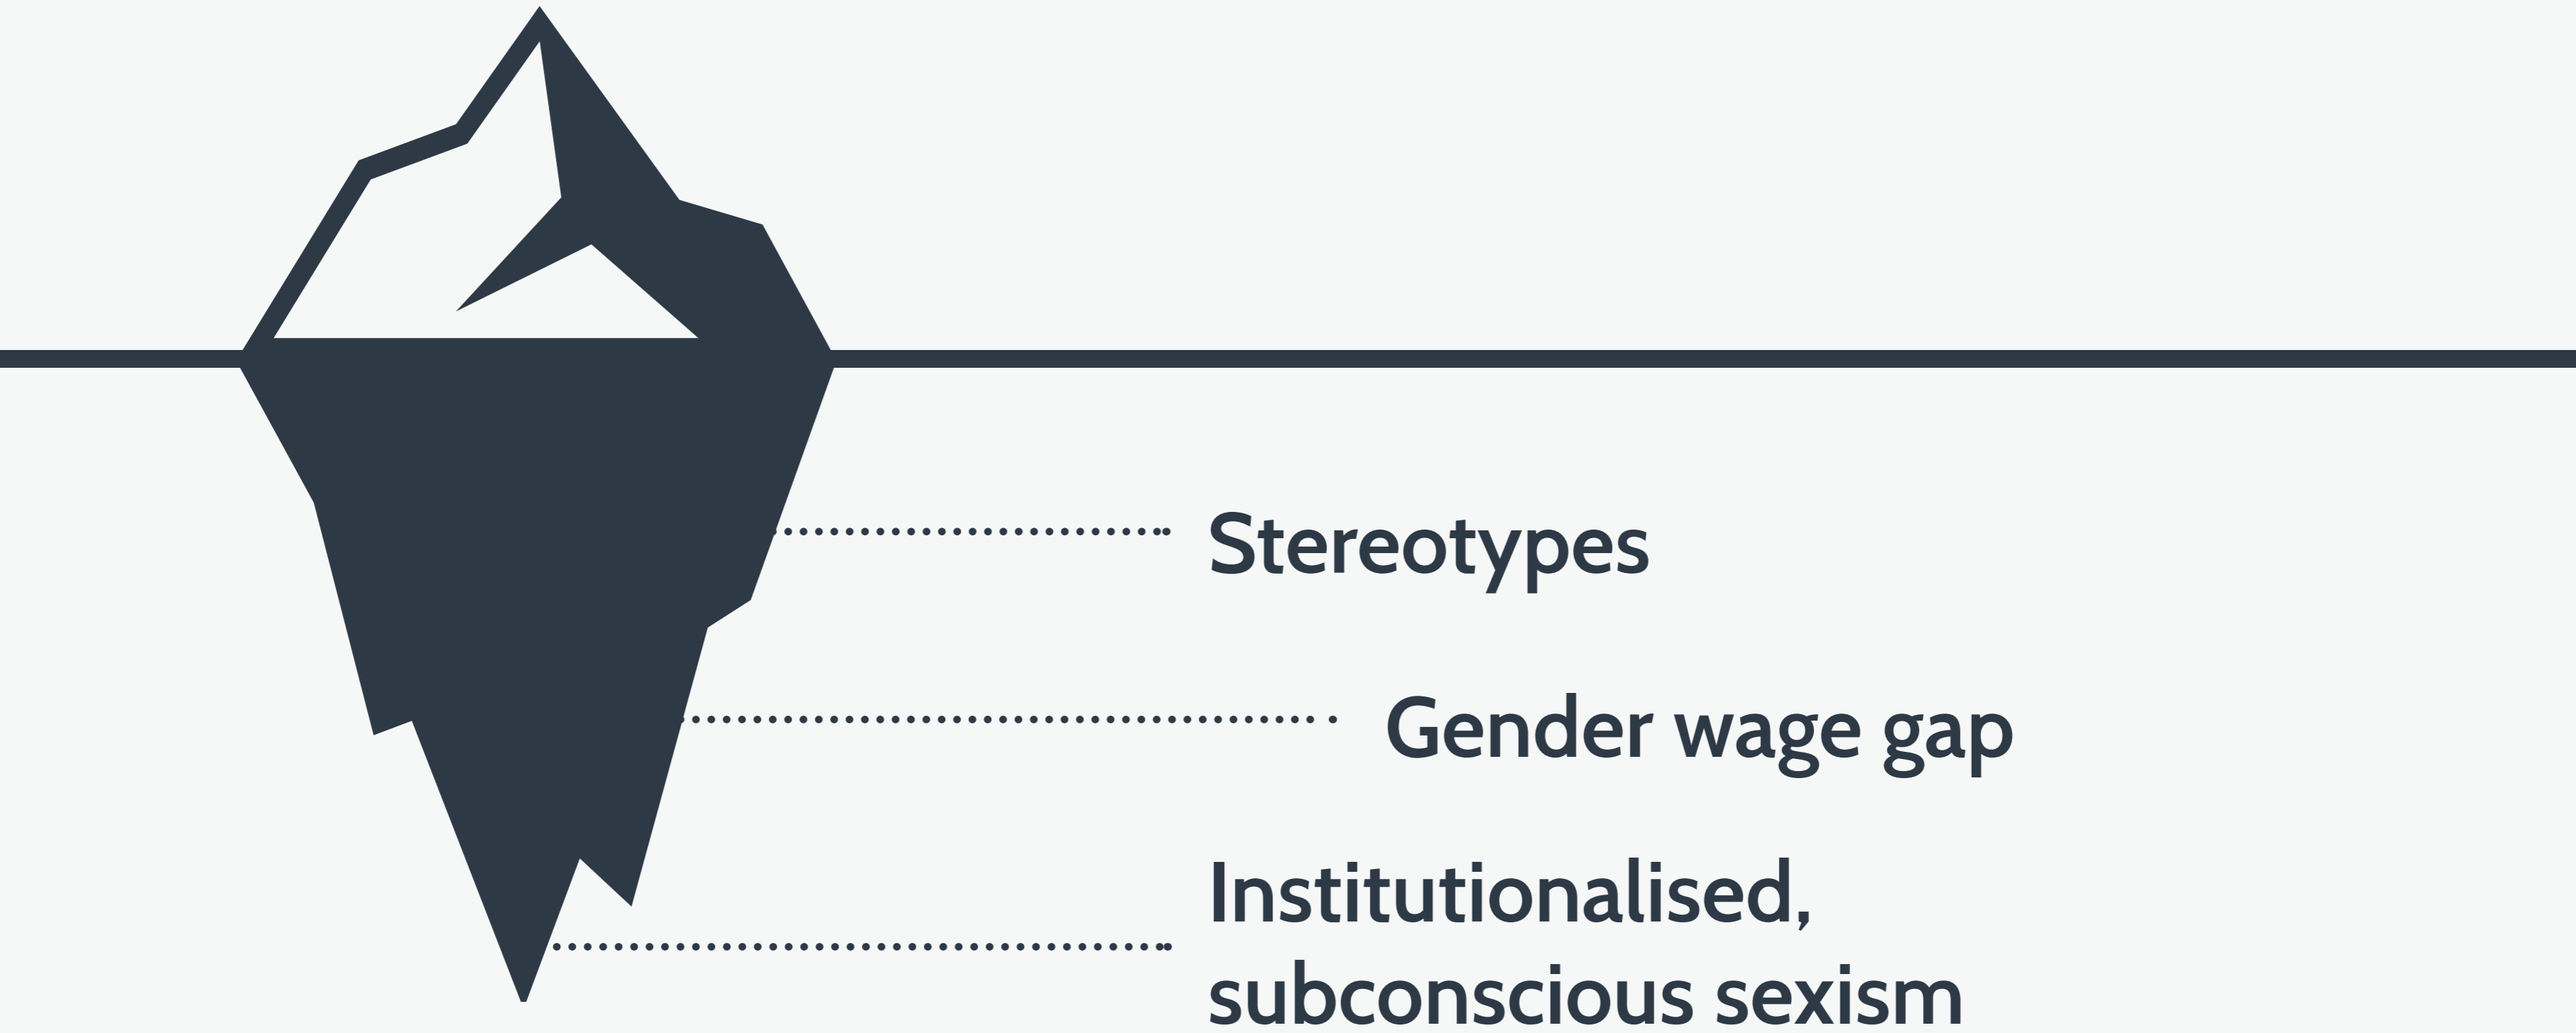 Stereotypes
Gender wage gap
Institutionalised,
subconscious sexism